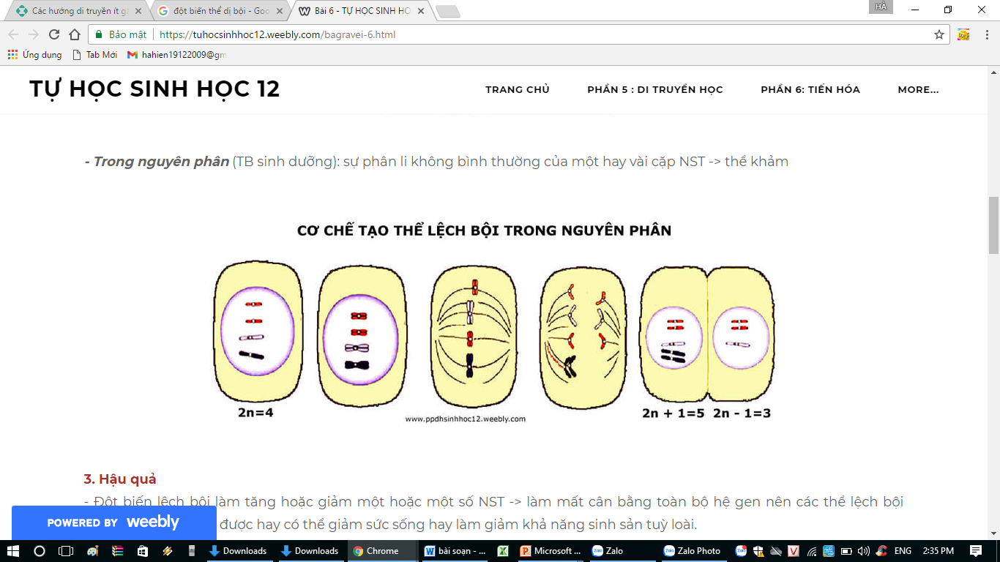 Các hướng di truyền ít g
đột biến thể dị bội - Goo
Bài 6 - TỰ HỌC SINH HỌ
HÀ
Bảo mật
https://tuhocsinhhoc12.weebly.com/bagravei-6.html
Ứng dụng
Tab Mới
hahien19122009@gm
TỰ HỌC SINH HỌC 12
TRANG CHỦ
PHẦN 5 : DI TRUYỀN HỌC
PHẦN 6: TIẾN HÓA
MORE...
- Trong nguyên phân (TB sinh dưỡng): sự phân li không bình thường của một hay vài cặp NST -> thể khảm
CƠ CHẾ TẠO THỂ LỆCH BỘI TRONG NGUYÊN PHÂN
2n=4
www.ppdhsinhhoc12.weebly.com
2n + 1=5 2n - 1=3
3. Hậu quả
- Đột biến lệch bội làm tăng hoặc giảm một hoặc một số NST -> làm mất cân bằng toàn bộ hệ gen nên các thể lệch bội
được hay có thể giảm sức sống hay làm giảm khả năng sinh sản tuỳ loài.
POWERED BY weebly
Downloads
Downloads
Chrome
bài soạn - ...
Microsoft ...
Zalo
Zalo Photo
ENG
2:35 PM